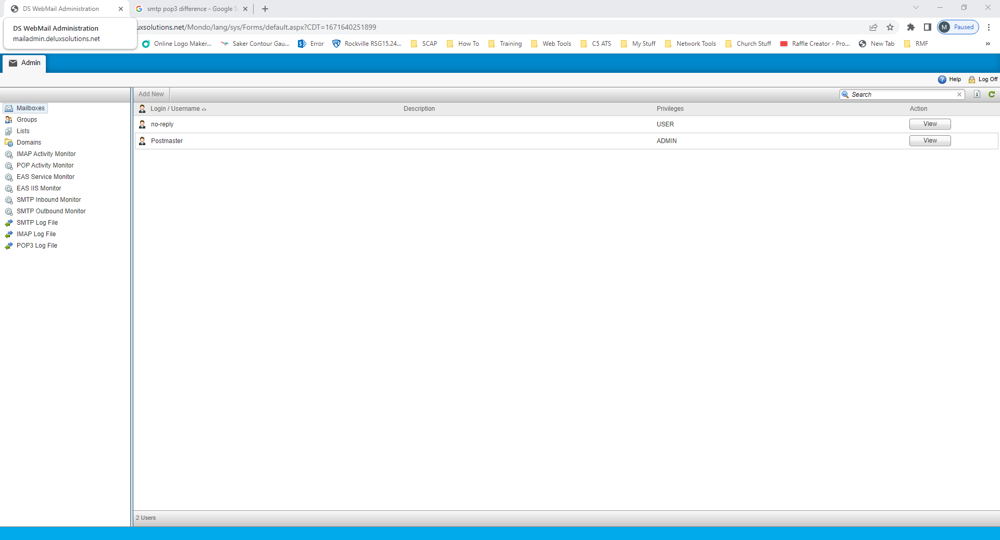 DS WebMail Administration
smtp pop3 difference - Google S
DS WebMail Administration
mailadmin.deluxsolutions.net
uxsolutions.net/Mondo/lang/sys/Forms/default.aspx?CDT=1671640251899
M Paused
Online Logo Maker... Saker Contour Gau... Error Rockville RSG15.24... SCAP How To Training Web Tools C5 ATS My Stuff Network Tools Church Stuff Raffle Creator - Pro... New Tab RMF »
Admin
Help Log Off
Add New
Search
Mailboxes
Groups
Lists
Domains
IMAP Activity Monitor
POP Activity Monitor
EAS Service Monitor
EAS IIS Monitor
SMTP Inbound Monitor
SMTP Outbound Monitor
SMTP Log File
IMAP Log File
POP3 Log File
Login / Username Description Privileges Action
no-reply USER View
Postmaster ADMIN View
2 Users